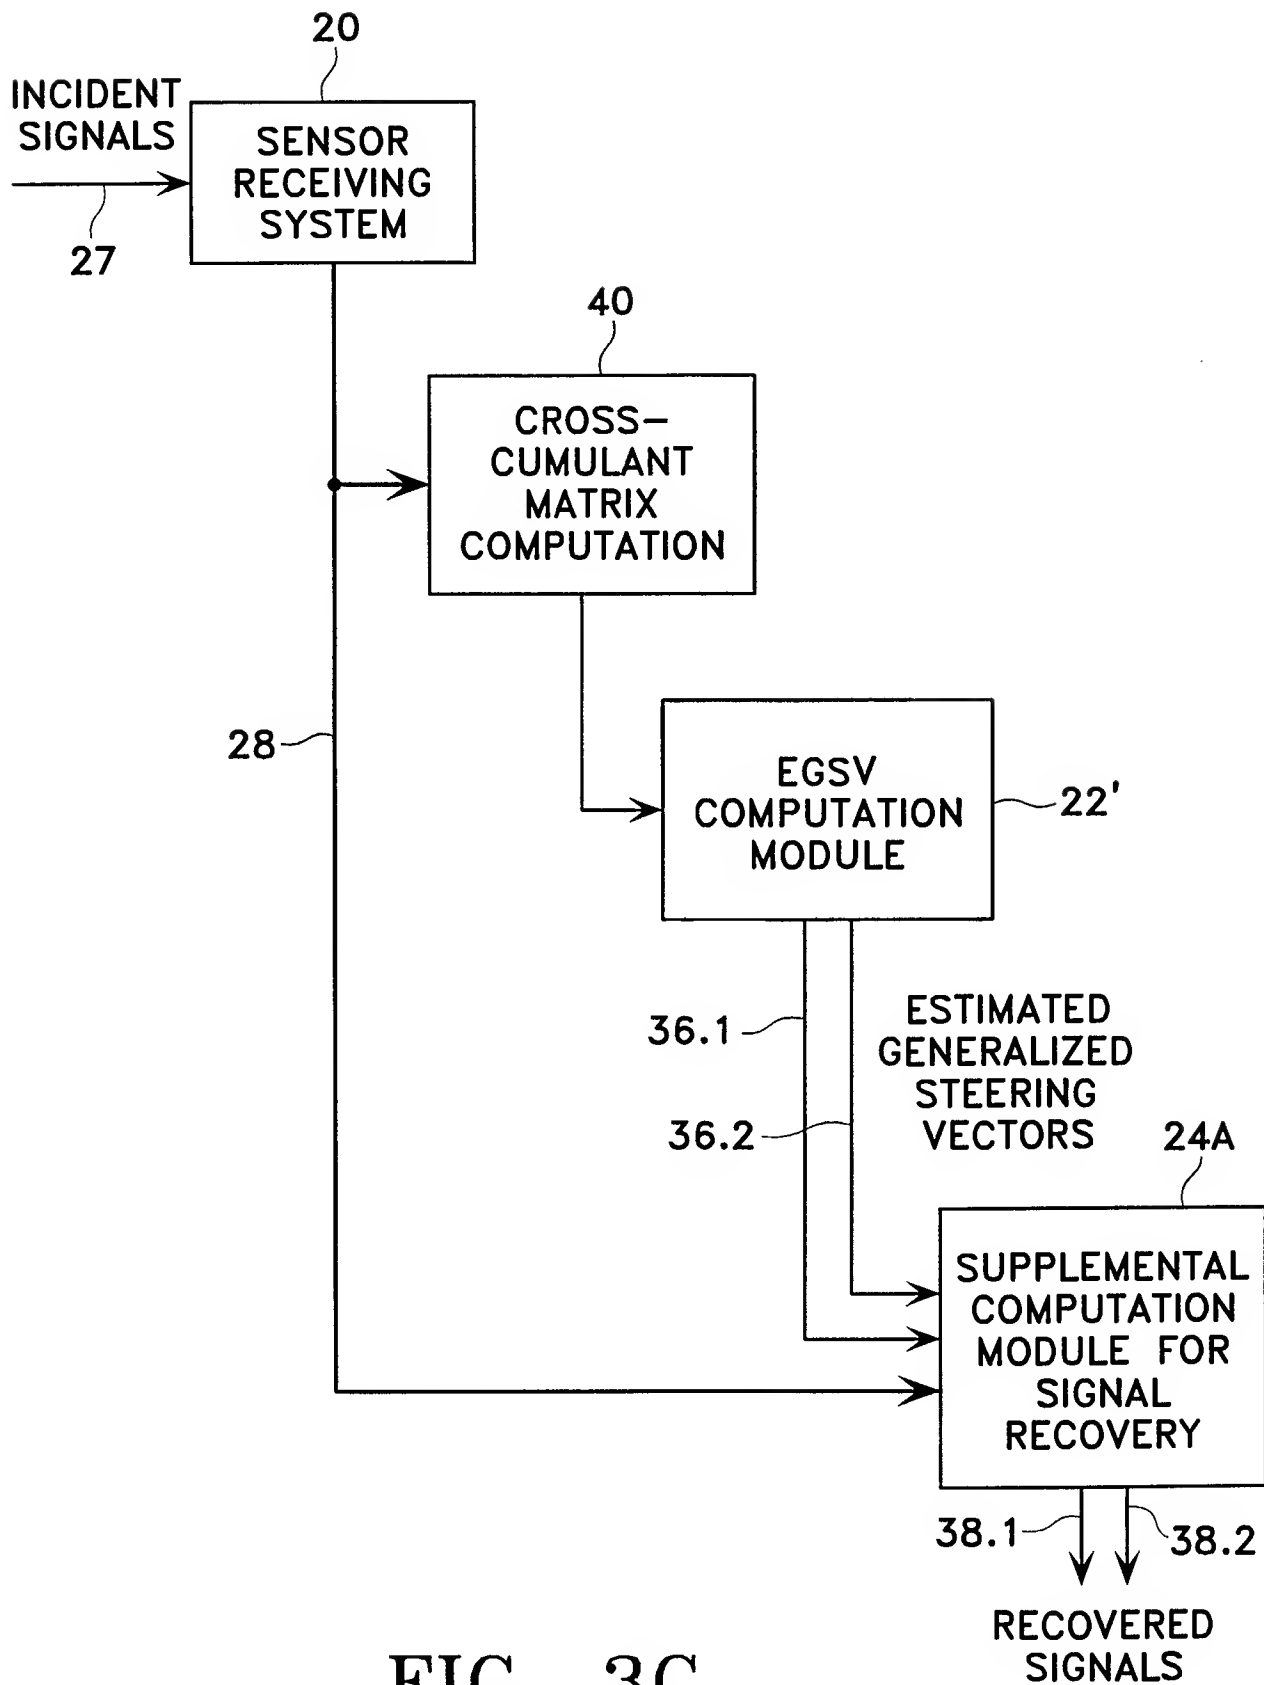 20
INCIDENT
SIGNALS
SENSOR
RECEIVING
SYSTEM
27
40
CROSS-
CUMULANT
MATRIX
COMPUTATION
28
EGSV
COMPUTATION
MODULE
22'
36.1
ESTIMATED
GENERALIZED
STEERING
VECTORS
36.2
24A
SUPPLEMENTAL
COMPUTATION
MODULE FOR
SIGNAL
RECOVERY
38.1
38.2
RECOVERED
SIGNALS
FIG. 3C